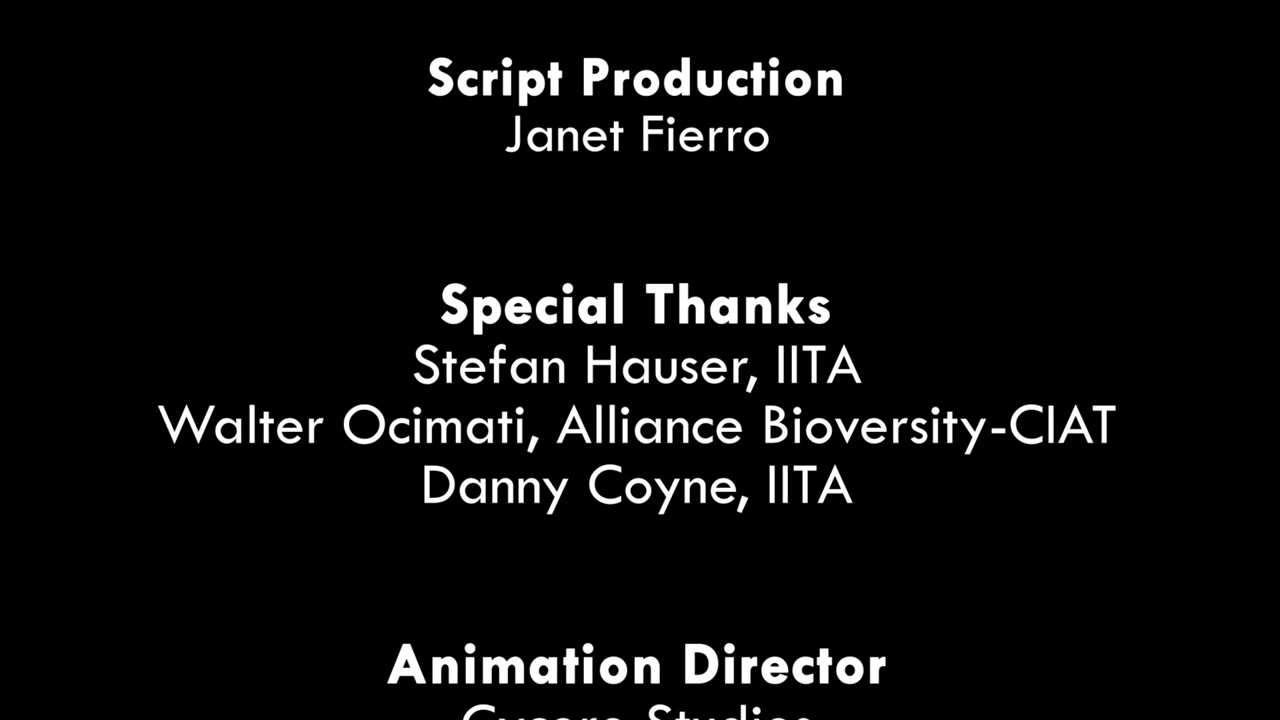 Script Production
Janet Fierro
Special Thanks
Stefan Hauser, IITA
Walter Ocimati, Alliance Bioversity-CIAT
Danny Coyne, IITA
Animation Director
Studios